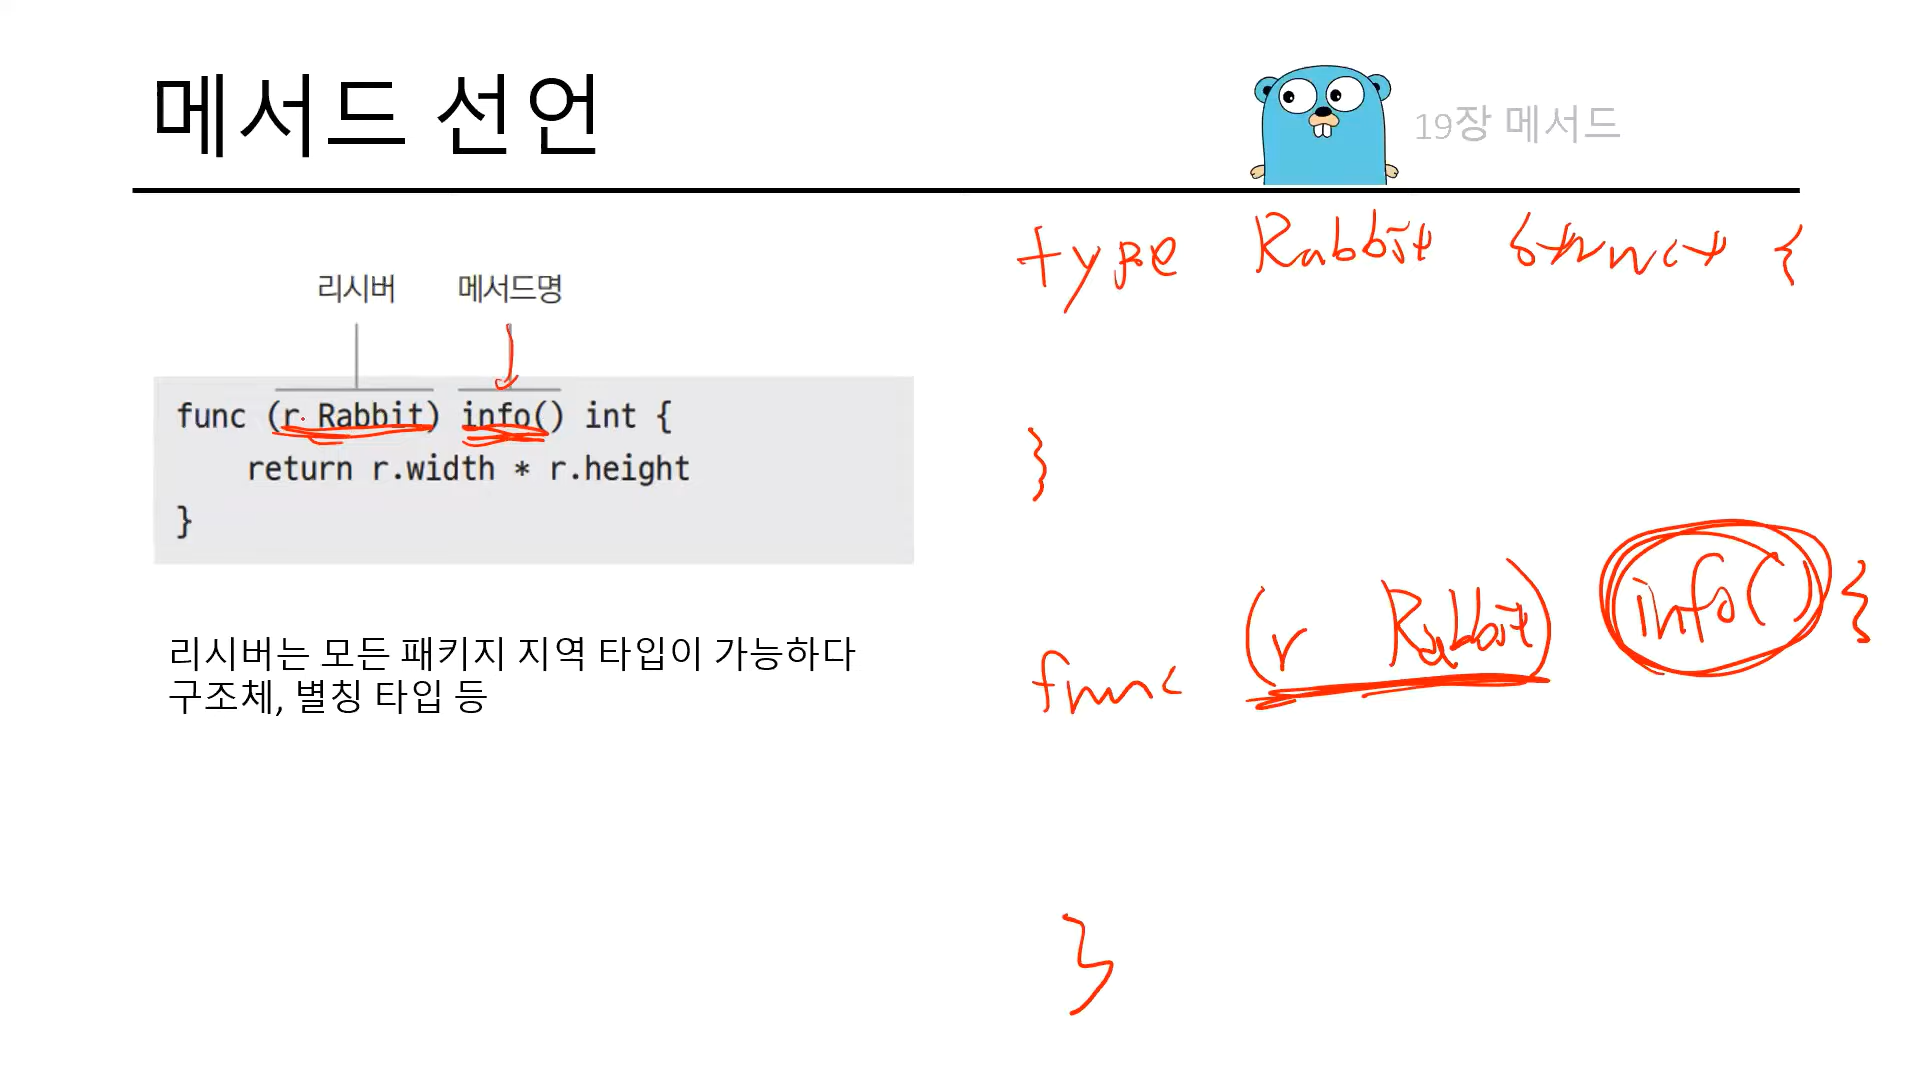 메서드 선언
19장 메서드
리시버 메서드명
func (r Rabbit) info() int {
return r.width * r.height
}
리시버는 모든 패키지 지역 타입이 가능하다
구조체, 별칭 타입 등
type Rabbit struct {
}
func (r Rabbit) info() {
}